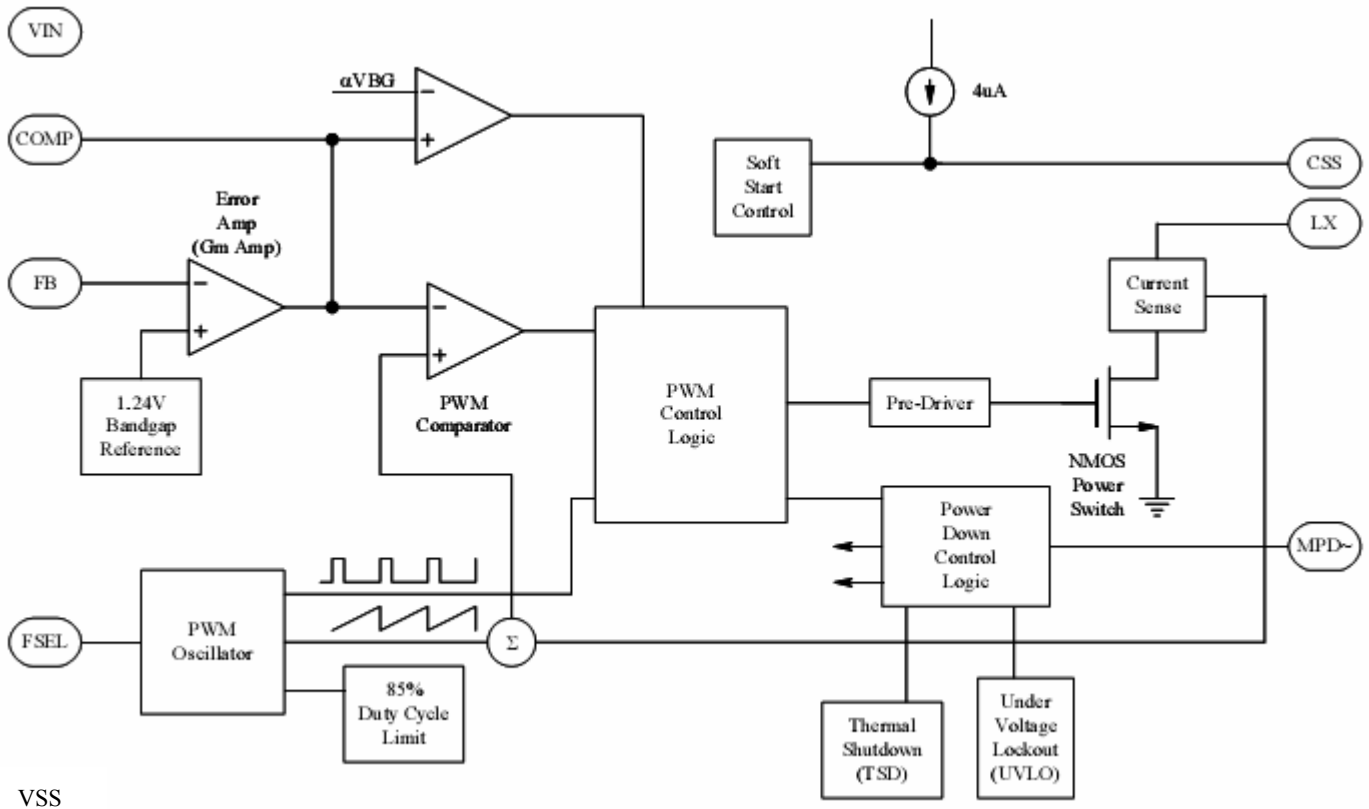 VIN
αVBG
−
+
4uA
COMP
Soft
Start
Control
CSS
Error
Amp
(Gm Amp)
LX
FB
−
+
−
+
Current
Sense
1.24V
Bandgap
Reference
PWM
Comparator
PWM
Control
Logic
Pre-Driver
NMOS
Power
Switch
Power
Down
Control
Logic
MPD~
FSEL
PWM
Oscillator
Σ
85%
Duty Cycle
Limit
Thermal
Shutdown
(TSD)
Under
Voltage
Lockout
(UVLO)
VSS